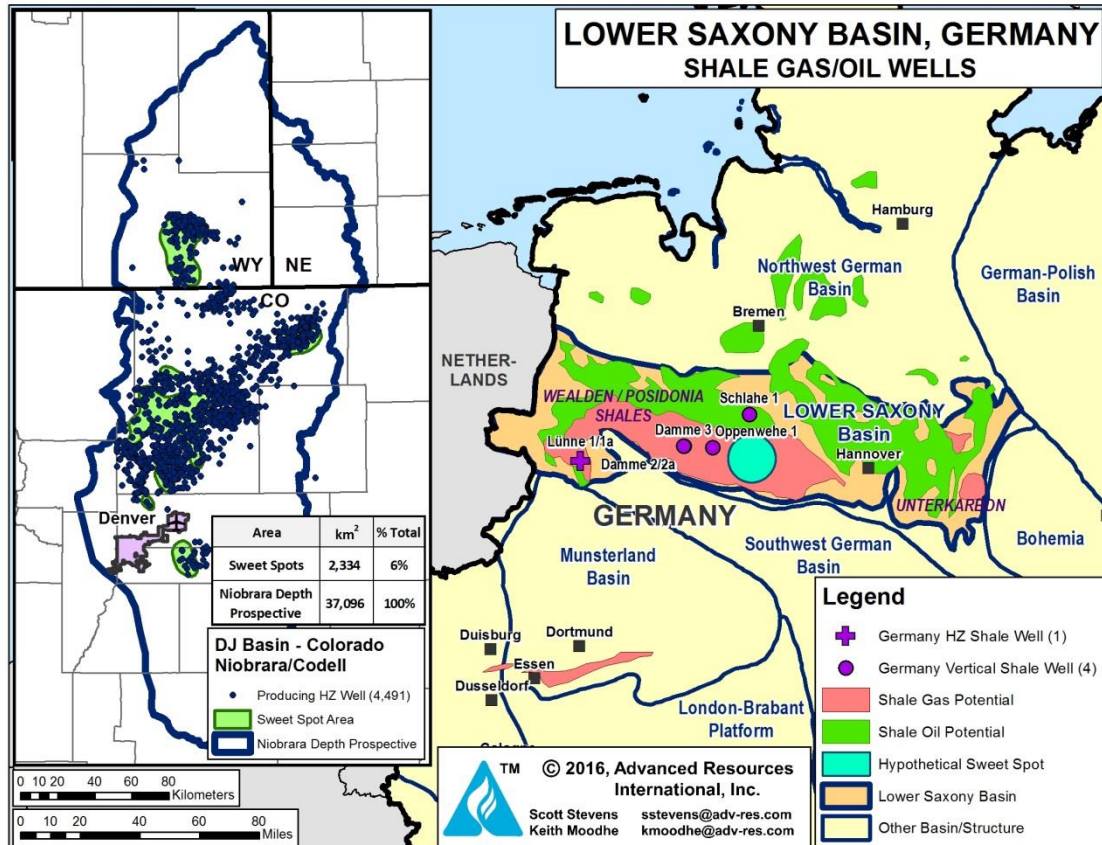 LOWER SAXONY BASIN, GERMANY
SHALE GAS/OIL WELLS
WY
NE
CO
Denver
Area km² % Total
Sweet Spots 2,334 6%
Niobrara Depth
Prospective 37,096 100%
DJ Basin - Colorado
Niobrara/Codell
Producing HZ Well (4,491)
Sweet Spot Area
Niobrara Depth Prospective
0 10 20 40 60 80
Kilometers
0 20 40 60 80
Miles
Hamburg
Northwest German
Basin
German-Polish
Basin
Bremen
NETHER-
LANDS
WEALDEN / POSIDONIA
SHALES
Schlahe 1
LOWER SAXONY
Basin
Damme 3
Oppenwehe 1
Lühne 1/1a
Damme 2/2a
Hannover
UNTERKARBON
GERMANY
Munsterland
Basin
Southwest German
Basin
Bohemia
Duisburg
Dortmund
Essen
Dusseldorf
London-Brabant
Platform
TM
© 2016, Advanced Resources
International, Inc.
Scott Stevens sstevens@adv-res.com
Keith Moodhe kmoodhe@adv-res.com
Legend
Germany HZ Shale Well (1)
Germany Vertical Shale Well (4)
Shale Gas Potential
Shale Oil Potential
Hypothetical Sweet Spot
Lower Saxony Basin
Other Basin/Structure